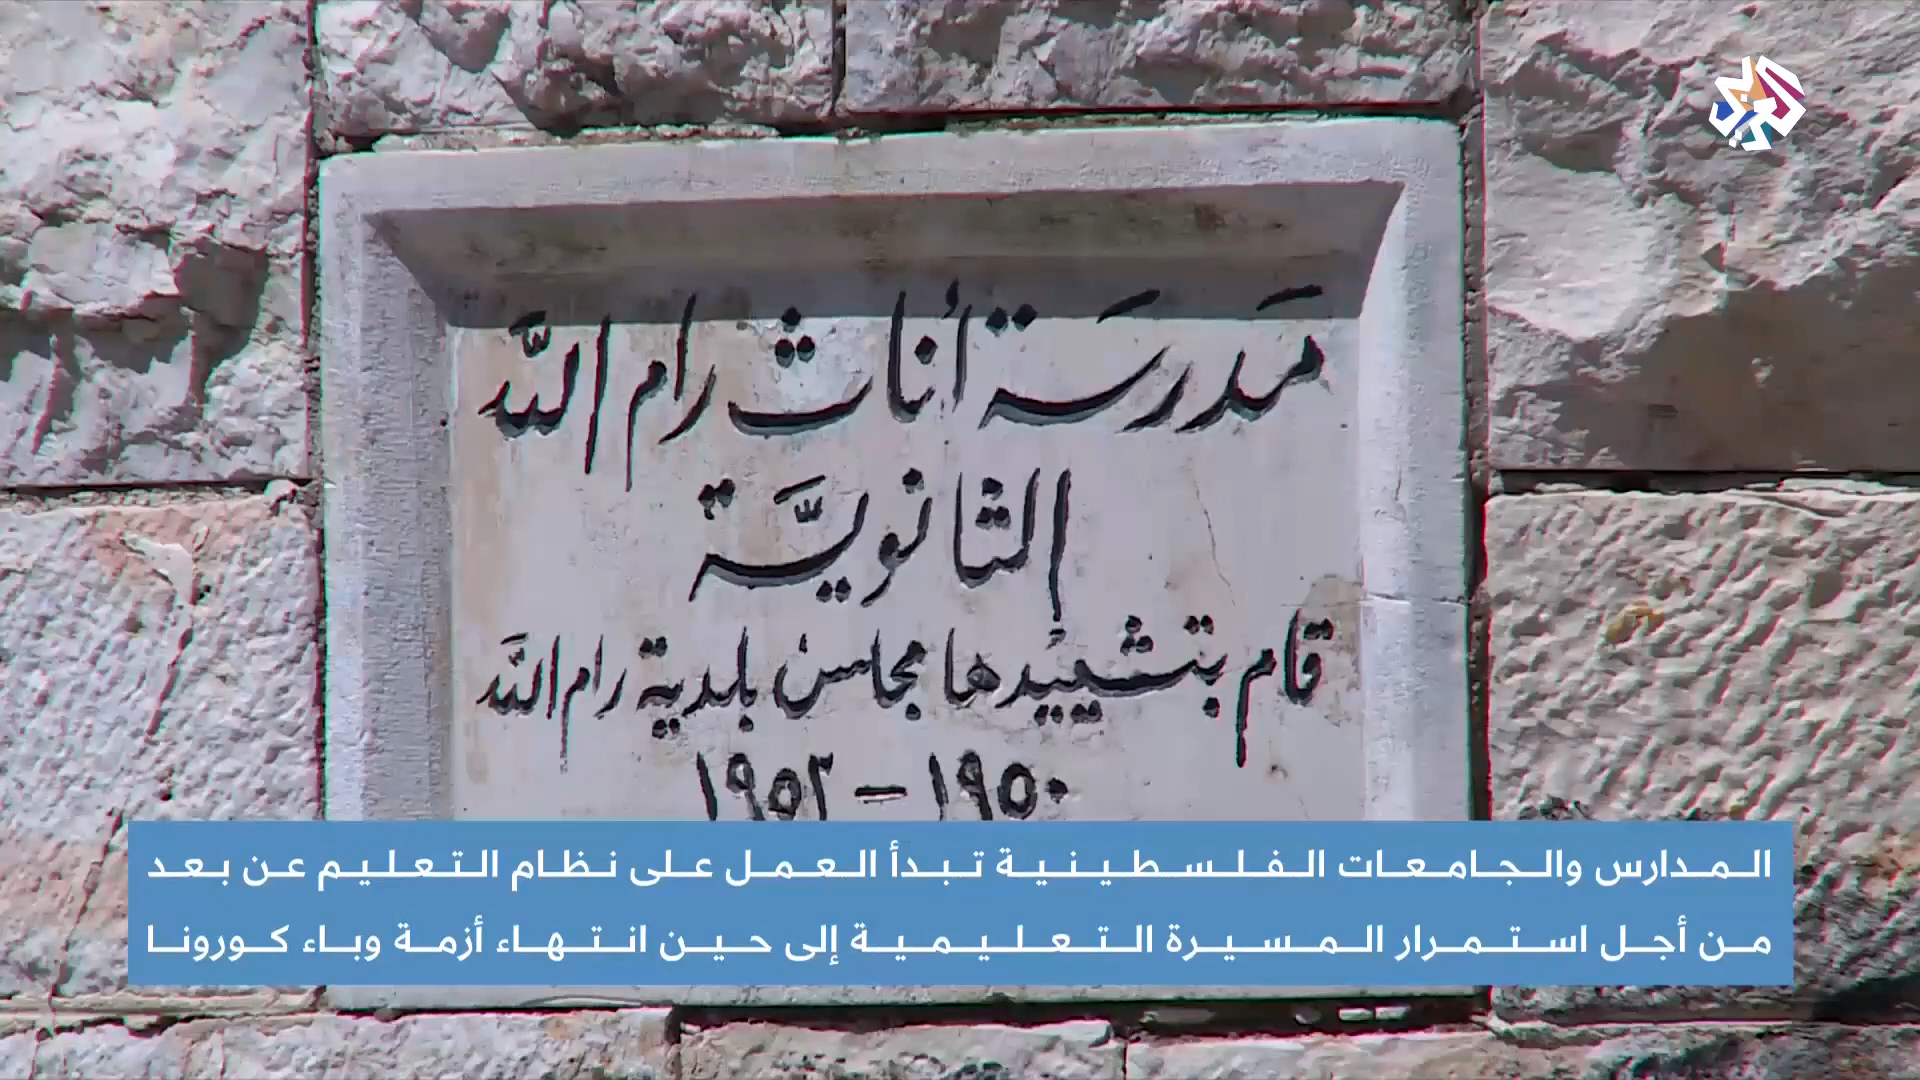 مدرسة أناث رام الله
الثانوية
قام بتشييدها مجلس بلدية رام الله
١٩٥٠ – ١٩٥٢
المدارس والجامعات الفلسطينية تبدأ العمل على نظام التعليم عن بعد
من أجل استمرار المسيرة التعليمية إلى حين انتهاء أزمة وباء كورونا